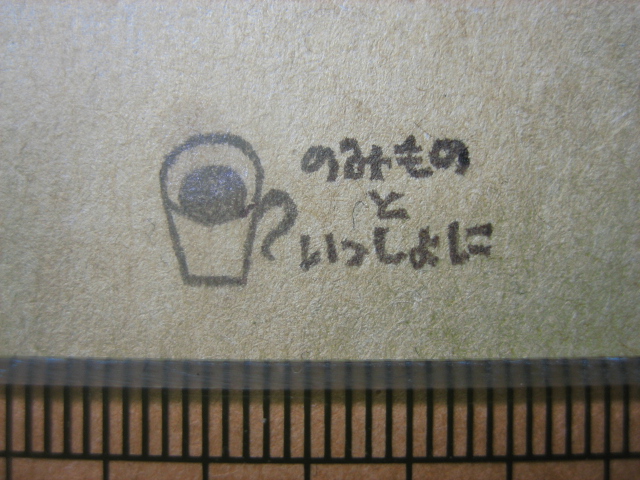 のみもの
と
いっしょに